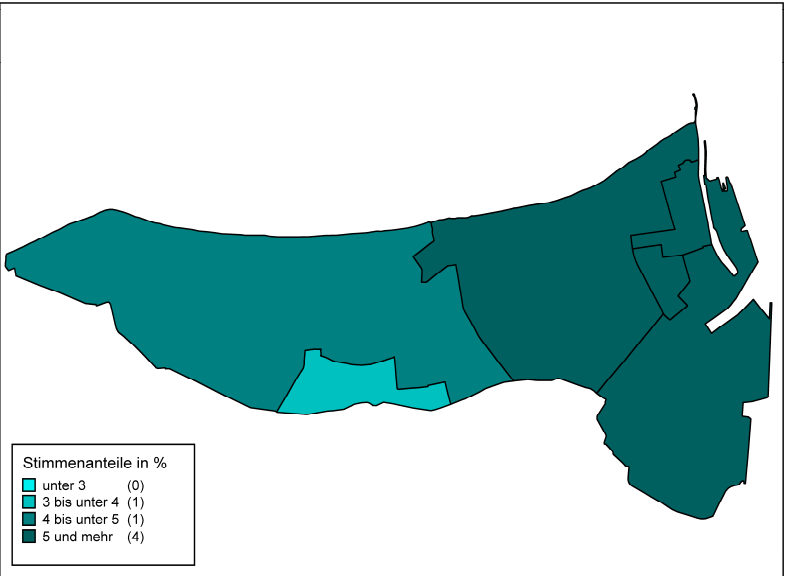 Stimmenanteile in %
unter 3 (0)
3 bis unter 4 (1)
4 bis unter 5 (1)
5 und mehr (4)